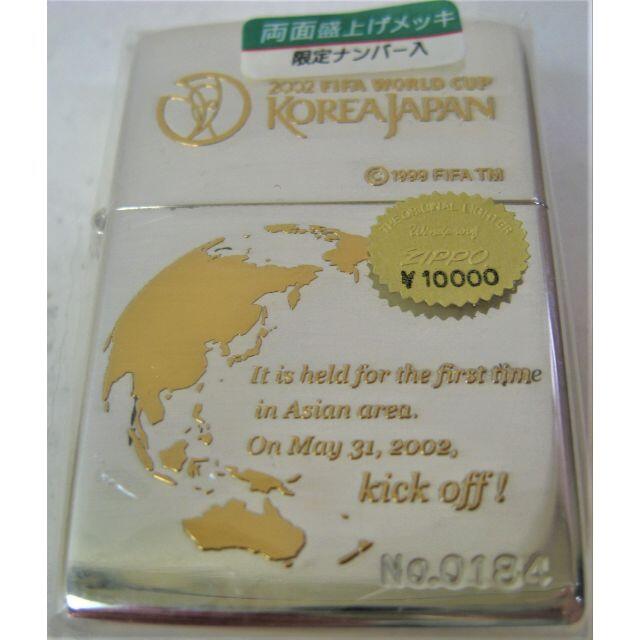 両面盛上げメッキ
限定ナンバー入
2002 FIFA WORLD CUP
KOREAJAPAN
© 1999 FIFA TM
THE ORIGINAL LIGHTER
Windproof
ZIPPO
¥10000
It is held for the first time
in Asian area.
On May 31, 2002,
kick off!
No.0184